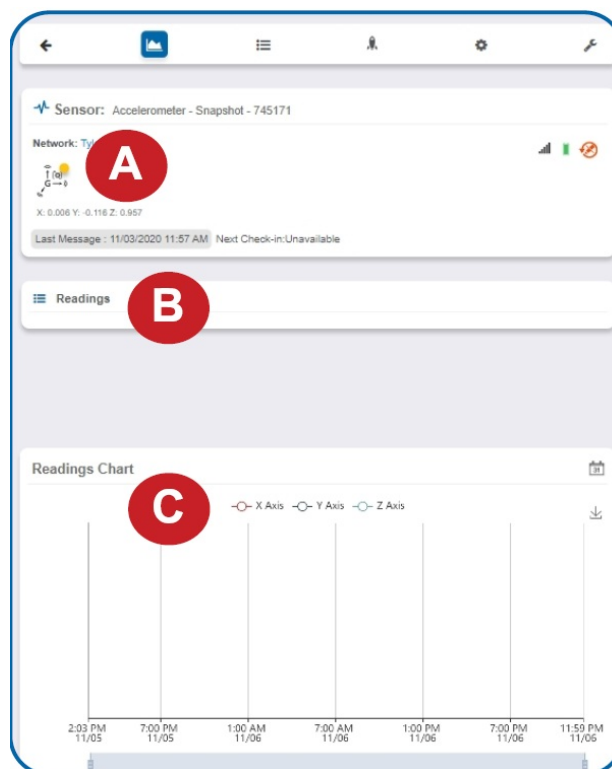 Sensor: Accelerometer - Snapshot - 745171
Network:
A
X: 0.006 Y: -0.116 Z: 0.957
Last Message : 11/03/2020 11:57 AM Next Check-in:Unavailable
Readings
B
Readings Chart
31
C
X Axis Y Axis Z Axis
2:03 PM 7:00 PM 1:00 AM 7:00 AM 1:00 PM 7:00 PM 11:59 PM
11/05 11/05 11/06 11/06 11/06 11/06 11/06